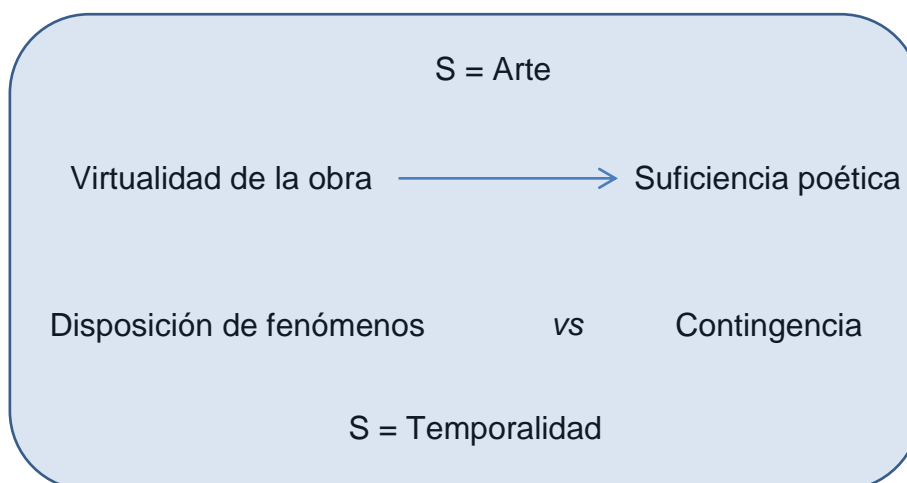 S = Arte
Virtualidad de la obra Suficiencia poética
Disposición de fenómenos vs Contingencia
S = Temporalidad